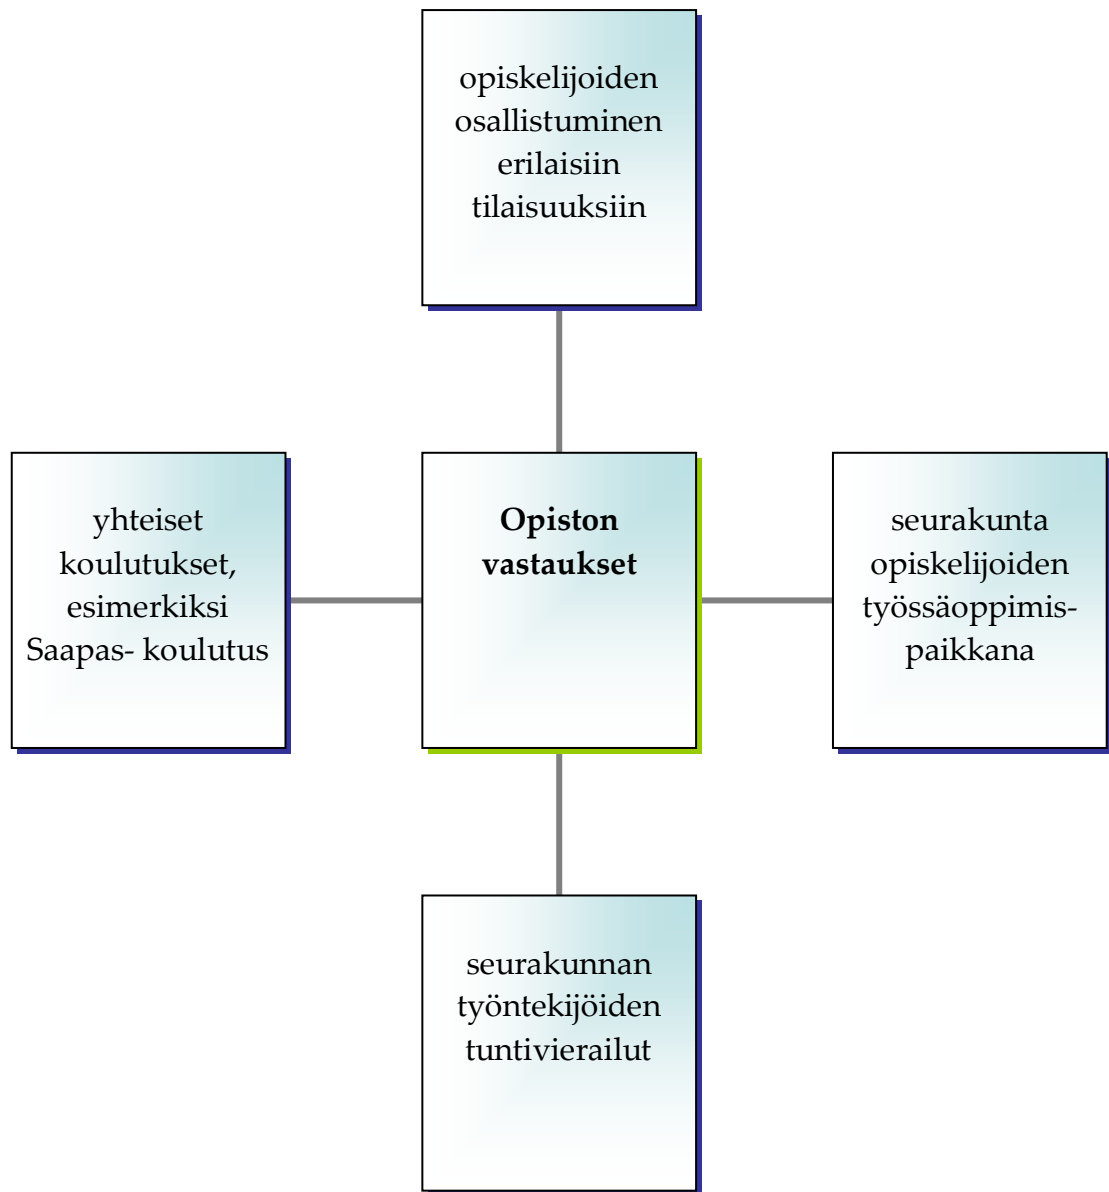 opiskelijoiden
osallistuminen
erilaisiin
tilaisuuksiin
yhteiset
koulutukset,
esimerkiksi
Saapas- koulutus
Opiston
vastaukset
seurakunta
opiskelijoiden
työssäoppimis-
paikkana
seurakunnan
työntekijöiden
tuntivierailut